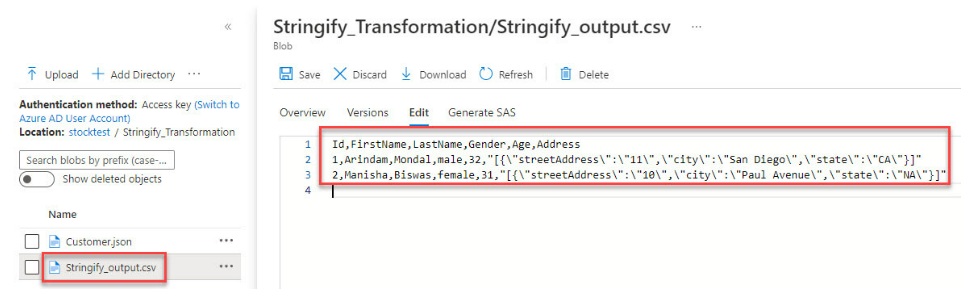 «
Upload Add Directory ...
Authentication method: Access key (Switch to
Azure AD User Account)
Location: stocktest / Stringify_Transformation
Search blobs by prefix (case-...
Show deleted objects
Name
Customer.json ...
Stringify_output.csv ...
Stringify_Transformation/Stringify_output.csv ...
Blob
Save Discard Download Refresh Delete
Overview Versions Edit Generate SAS
1 Id,FirstName,LastName,Gender,Age,Address
2 1,Arindam,Mondal,male,32,"[{\"streetAddress\":\"11\",\"city\":\"San Diego\",\"state\":\"CA\"}]"
3 2,Manisha,Biswas,female,31,"[{\"streetAddress\":\"10\",\"city\":\"Paul Avenue\",\"state\":\"NA\"}]"
4